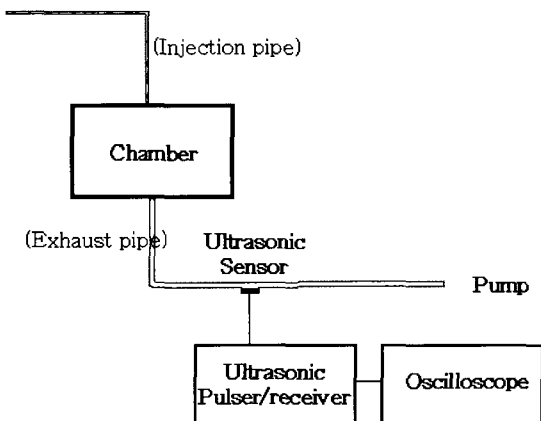 (Injection pipe)
Chamber
(Exhaust pipe)
Ultrasonic
Sensor
Pump
Ultrasonic
Pulser/receiver
Oscilloscope